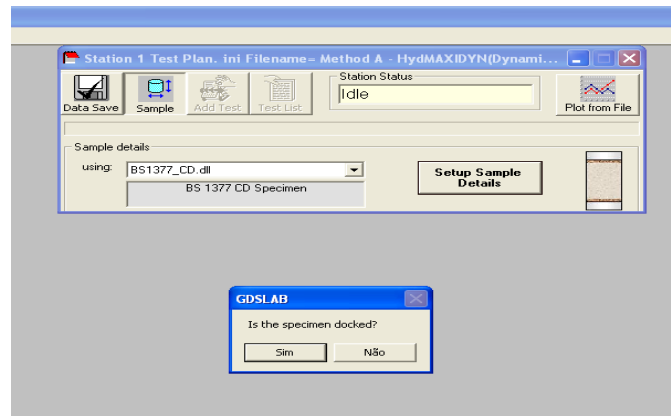 Station 1 Test Plan. ini Filename= Method A - HydMAXIDYN(Dynami...
Station Status
Idle
Data Save
Sample
Add Test
Test List
Plot from File
Sample details
using:
BS1377_CD.dll
BS 1377 CD Specimen
Setup Sample
Details
GDSLAB
Is the specimen docked?
Sim
Não